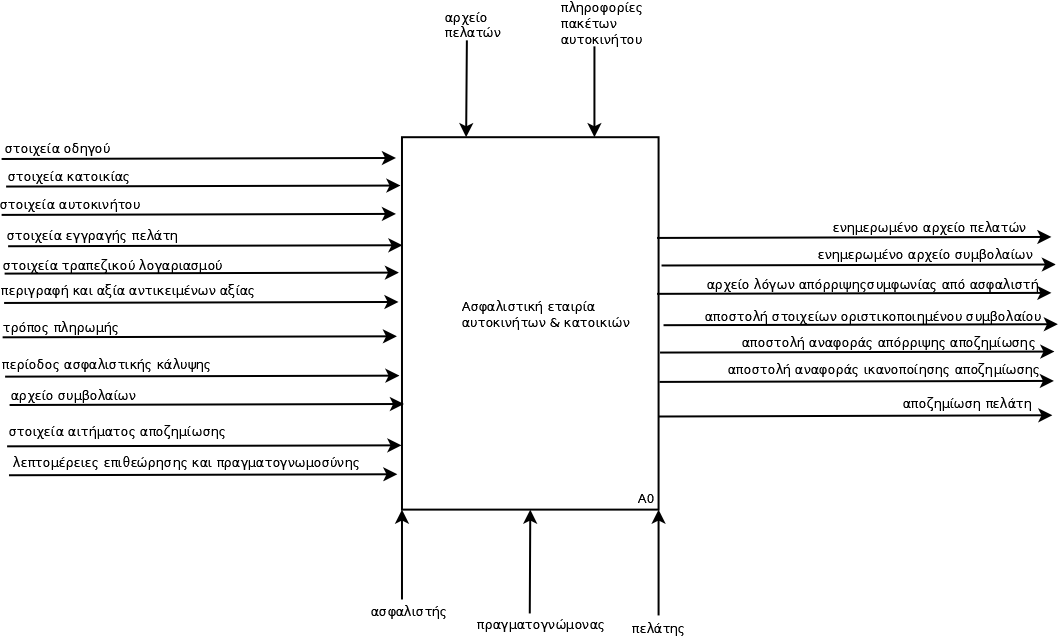 αρχείο
πελατών
πληροφορίες
πακέτων
αυτοκινήτου
στοιχεία οδηγού
στοιχεία κατοικίας
στοιχεία αυτοκινήτου
στοιχεία εγγραγής πελάτη
στοιχεία τραπεζικού λογαριασμού
περιγραφή και αξία αντικειμένων αξίας
τρόπος πληρωμής
περίοδος ασφαλιστικής κάλυψης
αρχείο συμβολαίων
στοιχεία αιτήματος αποζημίωσης
λεπτομέρειες επιθεώρησης και πραγματογνωμοσύνης
Ασφαλιστική εταιρία
αυτοκινήτων & κατοικιών
A0
ενημερωμένο αρχείο πελατών
ενημερωμένο αρχείο συμβολαίων
αρχείο λόγων απόρριψηςσυμφωνίας από ασφαλιστή
αποστολή στοιχείων οριστικοποιημένου συμβολαίου
αποστολή αναφοράς απόρριψης αποζημίωσης
αποστολή αναφοράς ικανοποίησης αποζημίωσης
αποζημίωση πελάτη
ασφαλιστής
πραγματογνώμονας
πελάτης